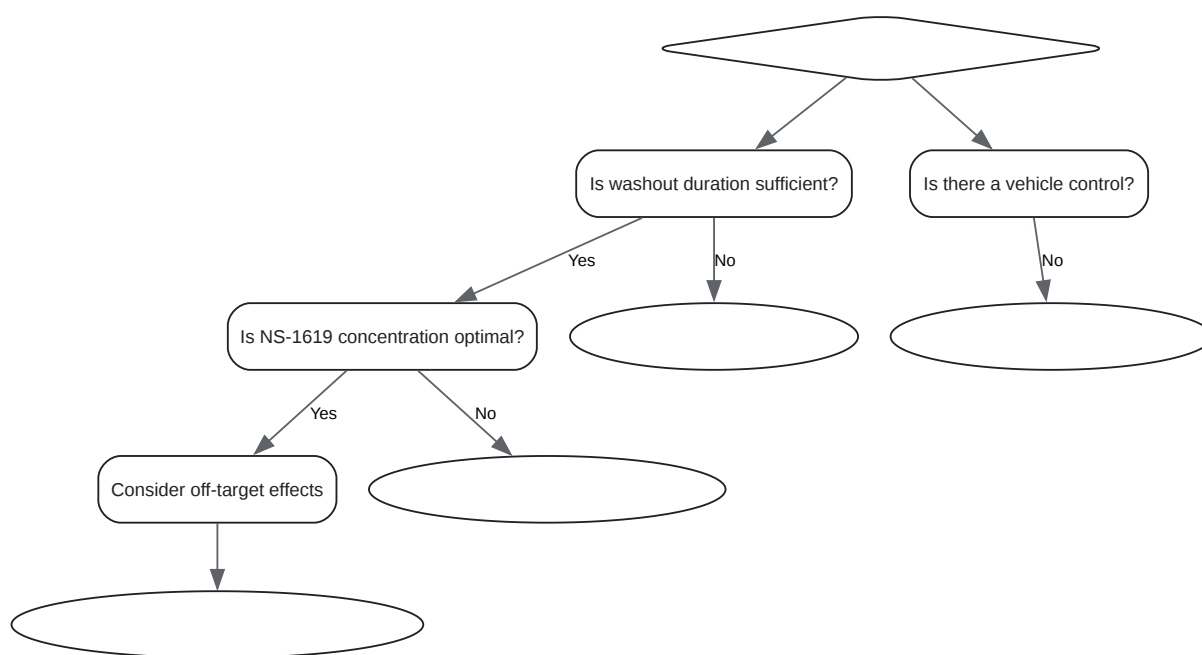 Is washout duration sufficient?
Is there a vehicle control?
Yes
No
No
Is NS-1619 concentration optimal?
Yes
No
Consider off-target effects